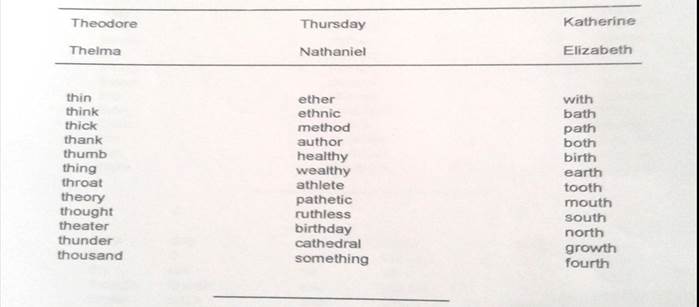 Theodore Thursday Katherine
Thelma Nathaniel Elizabeth
thin ether with
think ethnic bath
thick method path
thank author both
thumb healthy birth
thing wealthy earth
throat athlete tooth
theory pathetic mouth
thought ruthless south
theater birthday north
thunder cathedral growth
thousand something fourth